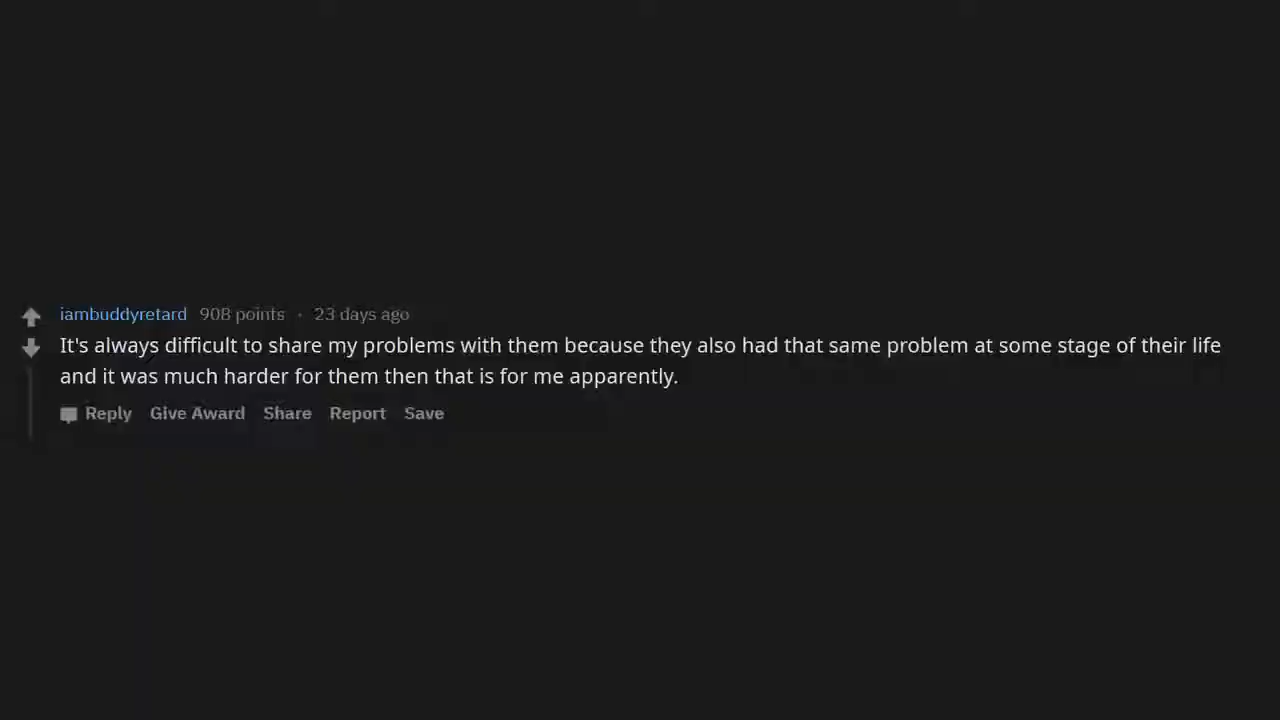 iambuddyretard 908 points · 23 days ago
It's always difficult to share my problems with them because they also had that same problem at some stage of their life
and it was much harder for them then that is for me apparently.
Reply Give Award Share Report Save